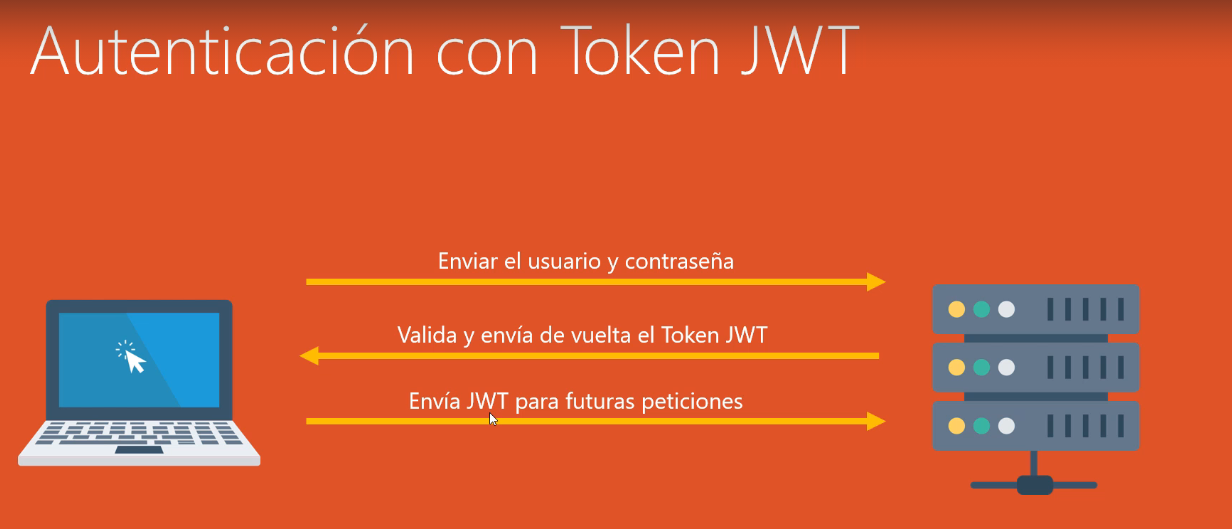 Autenticación con Token JWT
Enviar el usuario y contraseña
Valida y envía de vuelta el Token JWT
Envía JWT para futuras peticiones